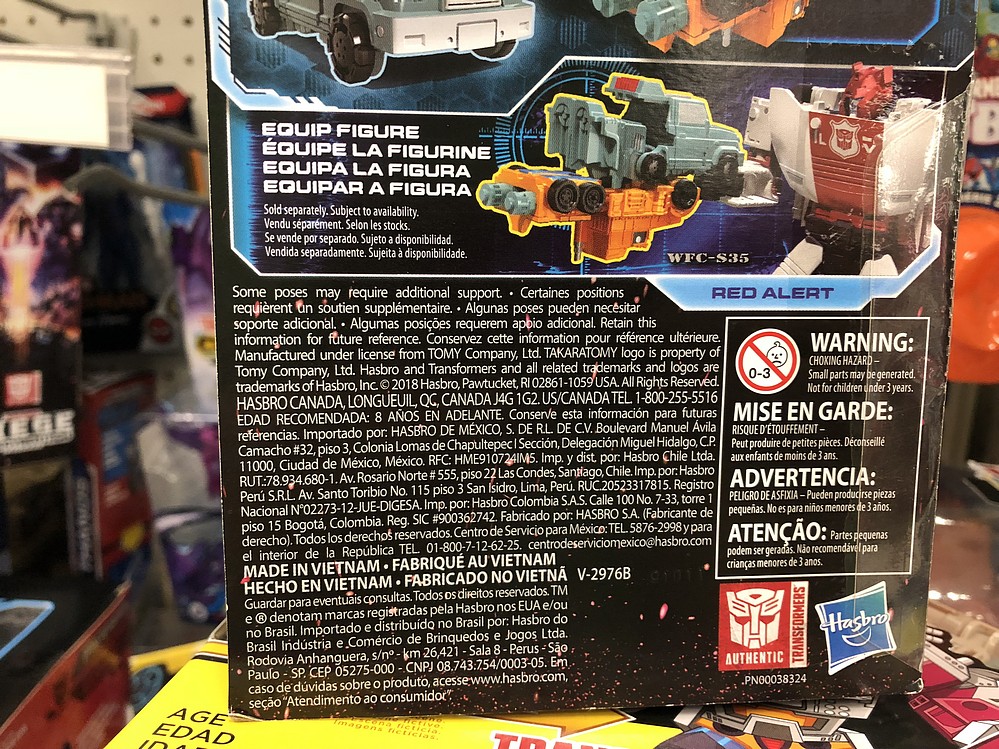 EQUIP FIGURE
ÉQUIPE LA FIGURINE
EQUIPA LA FIGURA
EQUIPAR A FIGURA
Sold separately. Subject to availability.
Vendu séparément. Selon les stocks.
Se vende por separado. Sujeto a disponibilidad.
Vendida separadamente. Sujeita à disponibilidade.
WFC-S35
RED ALERT
Some poses may require additional support. • Certaines positions
requièrent un soutien supplémentaire. • Algunas poses pueden necesitar
soporte adicional. • Algumas posições requerem apoio adicional. Retain this
information for future reference. Conservez cette information pour référence ultérieure.
Manufactured under license from TOMY Company, Ltd. TAKARATOMY logo is property of
Tomy Company, Ltd. Hasbro and Transformers and all related trademarks and logos are
trademarks of Hasbro, Inc. © 2018 Hasbro, Pawtucket, RI 02861-1059 USA. All Rights Reserved.
HASBRO CANADA, LONGUEUIL, QC, CANADA J4G 1G2. US/CANADA TEL. 1-800-255-5516
EDAD RECOMENDADA: 8 AÑOS EN ADELANTE. Conserve esta información para futuras
referencias. Importado por: HASBRO DE MÉXICO, S. DE R.L. DE C.V. Boulevard Manuel Ávila
Camacho #32, piso 3, Colonia Lomas de Chapultepec I Sección, Delegación Miguel Hidalgo, C.P.
11000, Ciudad de México, México. RFC: HME910724IM5. Imp. y dist. por: Hasbro Chile Ltda.
RUT.:78.934.680-1. Av. Rosario Norte # 555, piso 22 Las Condes, Santiago, Chile. Imp. por: Hasbro
Perú S.R.L. Av. Santo Toribio No. 115 piso 3 San Isidro, Lima, Perú. RUC.20523317815. Registro
Nacional Nº02273-12-JUE-DIGESA. Imp. por: Hasbro Colombia S.A.S. Calle 100 No. 7-33, torre 1
piso 15 Bogotá, Colombia. Reg. SIC #900362742. Fabricado por: HASBRO S.A. (Fabricante de
derecho). Todos los derechos reservados. Centro de Servicio para México: TEL. 5876-2998 y para
el interior de la República TEL. 01-800-7-12-62-25. centrodeserviciomexico@hasbro.com
MADE IN VIETNAM • FABRIQUÉ AU VIETNAM
HECHO EN VIETNAM • FABRICADO NO VIETNÃ V-2976B
Guardar para eventuais consultas. Todos os direitos reservados. TM
e ® denotam marcas registradas pela Hasbro nos EUA e/ou
no Brasil. Importado e distribuído no Brasil por: Hasbro do
Brasil Indústria e Comércio de Brinquedos e Jogos Ltda.
Rodovia Anhanguera, s/nº - km 26,421 - Sala 8 - Perus - São
Paulo - SP. CEP 05275-000 - CNPJ 08.743.754/0003-05. Em
caso de dúvidas sobre o produto, acesse www.hasbro.com,
seção "Atendimento ao consumidor".
0-3
WARNING:
CHOKING HAZARD –
Small parts may be generated.
Not for children under 3 years.
MISE EN GARDE:
RISQUE D'ÉTOUFFEMENT –
Peut produire de petites pièces. Déconseillé
aux enfants de moins de 3 ans.
ADVERTENCIA:
PELIGRO DE ASFIXIA – Pueden producirse piezas
pequeñas. No es para niños menores de 3 años.
ATENÇÃO: Partes pequenas
podem ser geradas. Não recomendável para
crianças menores de 3 anos.
AUTHENTIC
TRANSFORMERS
Hasbro
PN00038324
AGE
EDAD